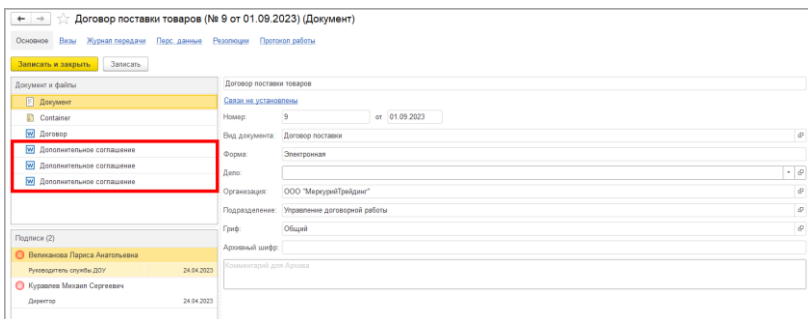 Договор поставки товаров (№ 9 от 01.09.2023) (Документ)
Основное Визы Журнал передачи Перс. данные Резолюции Протокол работы
Записать и закрыть Записать
Документ и файлы
Документ
Container
Договор
Дополнительное соглашение
Дополнительное соглашение
Дополнительное соглашение
Подписи (2)
Великанова Лариса Анатольевна
Руководитель службы ДОУ 24.04.2023
Куравлев Михаил Сергеевич
Директор 24.04.2023
Договор поставки товаров
Связи не установлены
Номер: 9 от 01.09.2023
Вид документа: Договор поставки
Форма: Электронная
Дело:
Организация: ООО "МеркурийТрейдинг"
Подразделение: Управление договорной работы
Гриф: Общий
Архивный шифр:
Комментарий для Архива